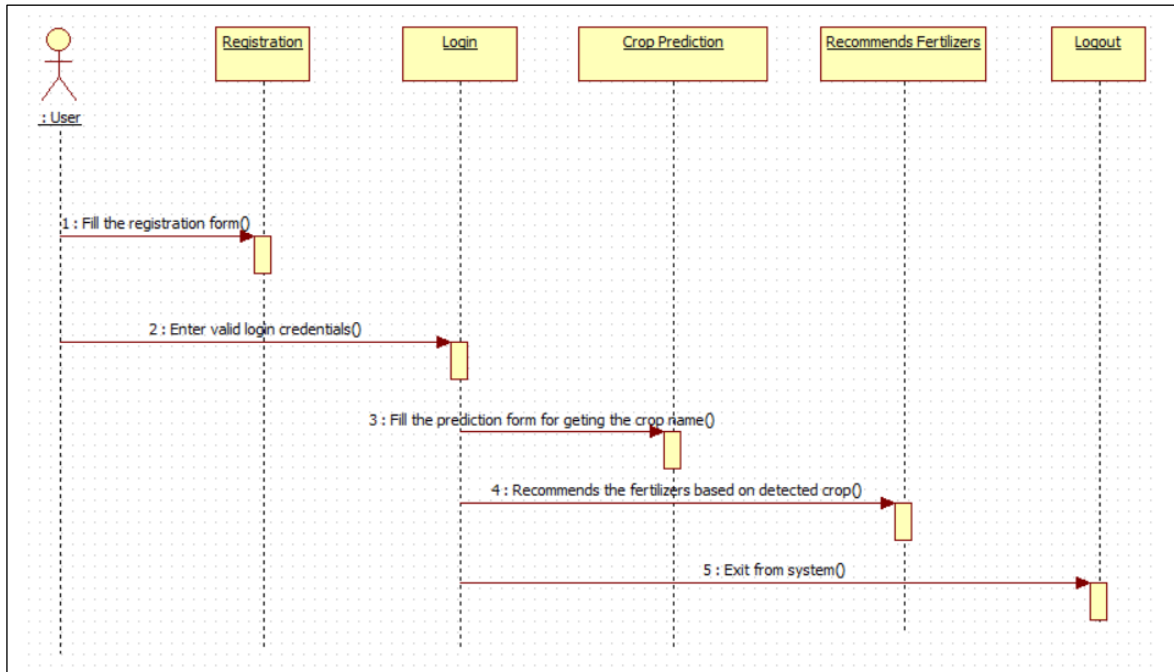 Registration
Login
Crop Prediction
Recommends Fertilizers
Logout
: User
1 : Fill the registration form()
2 : Enter valid login credentials()
3 : Fill the prediction form for geting the crop name()
4 : Recommends the fertilizers based on detected crop()
5 : Exit from system()